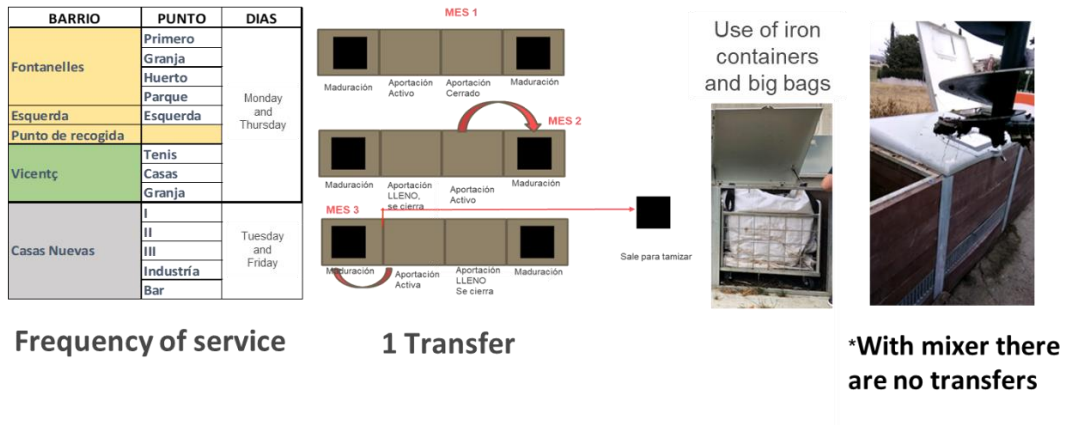 BARRIO PUNTO DIAS
Fontanelles
Primero
Granja
Huerto
Parque
Esquerda Esquerda
Punto de recogida
Monday
and
Thursday
Vicentç
Tenis
Casas
Granja
Casas Nuevas
I
II
III
Industría
Bar
Tuesday
and
Friday
Frequency of service
MES 1
Maduración
Aportación
Activo
Aportación
Cerrado
Maduración
MES 2
Maduración
Aportación
LLENO,
se cierra
Aportación
Activo
Maduración
MES 3
Maduración
Aportación
Activa
Aportación
LLENO
Se cierra
Maduración
Sale para tamizar
1 Transfer
Use of iron
containers
and big bags
*With mixer there
are no transfers